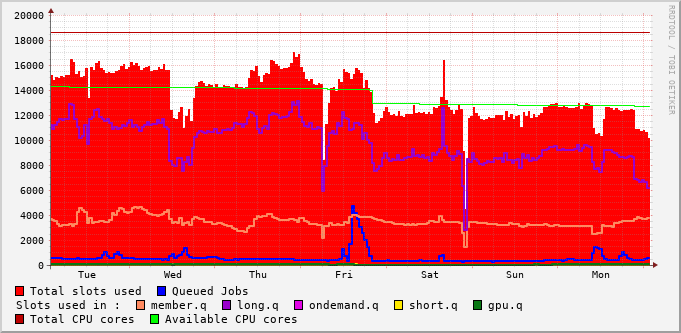 20000
18000
16000
14000
12000
10000
8000
6000
4000
2000
0
Tue Wed Thu Fri Sat Sun Mon
RRDTOOL / TOBI OETIKER
Total slots used Queued Jobs
Slots used in : member.q long.q ondemand.q short.q gpu.q
Total CPU cores Available CPU cores